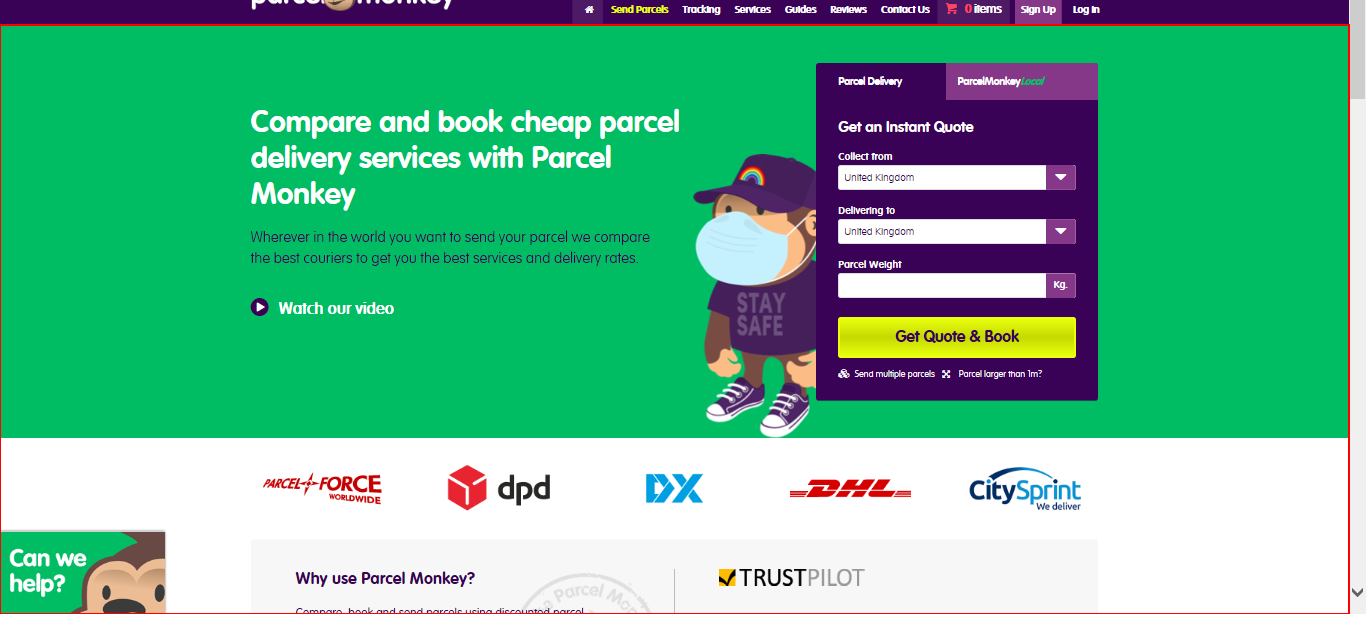 parcel monkey
Send Parcels Tracking Services Guides Reviews Contact Us 0 items Sign Up Log In
Compare and book cheap parcel
delivery services with Parcel
Monkey
Wherever in the world you want to send your parcel we compare
the best couriers to get you the best services and delivery rates.
Watch our video
STAY
SAFE
Parcel Delivery ParcelMonkeyLocal
Get an Instant Quote
Collect from
United Kingdom
Delivering to
United Kingdom
Parcel Weight
Kg.
Get Quote & Book
Send multiple parcels Parcel larger than 1m?
PARCELFORCE
WORLDWIDE
dpd
DX
DHL
CitySprint
We deliver
Can we
help?
Why use Parcel Monkey?
Compare, book and send parcels using discounted parcel
Parcel Mon
TRUSTPILOT